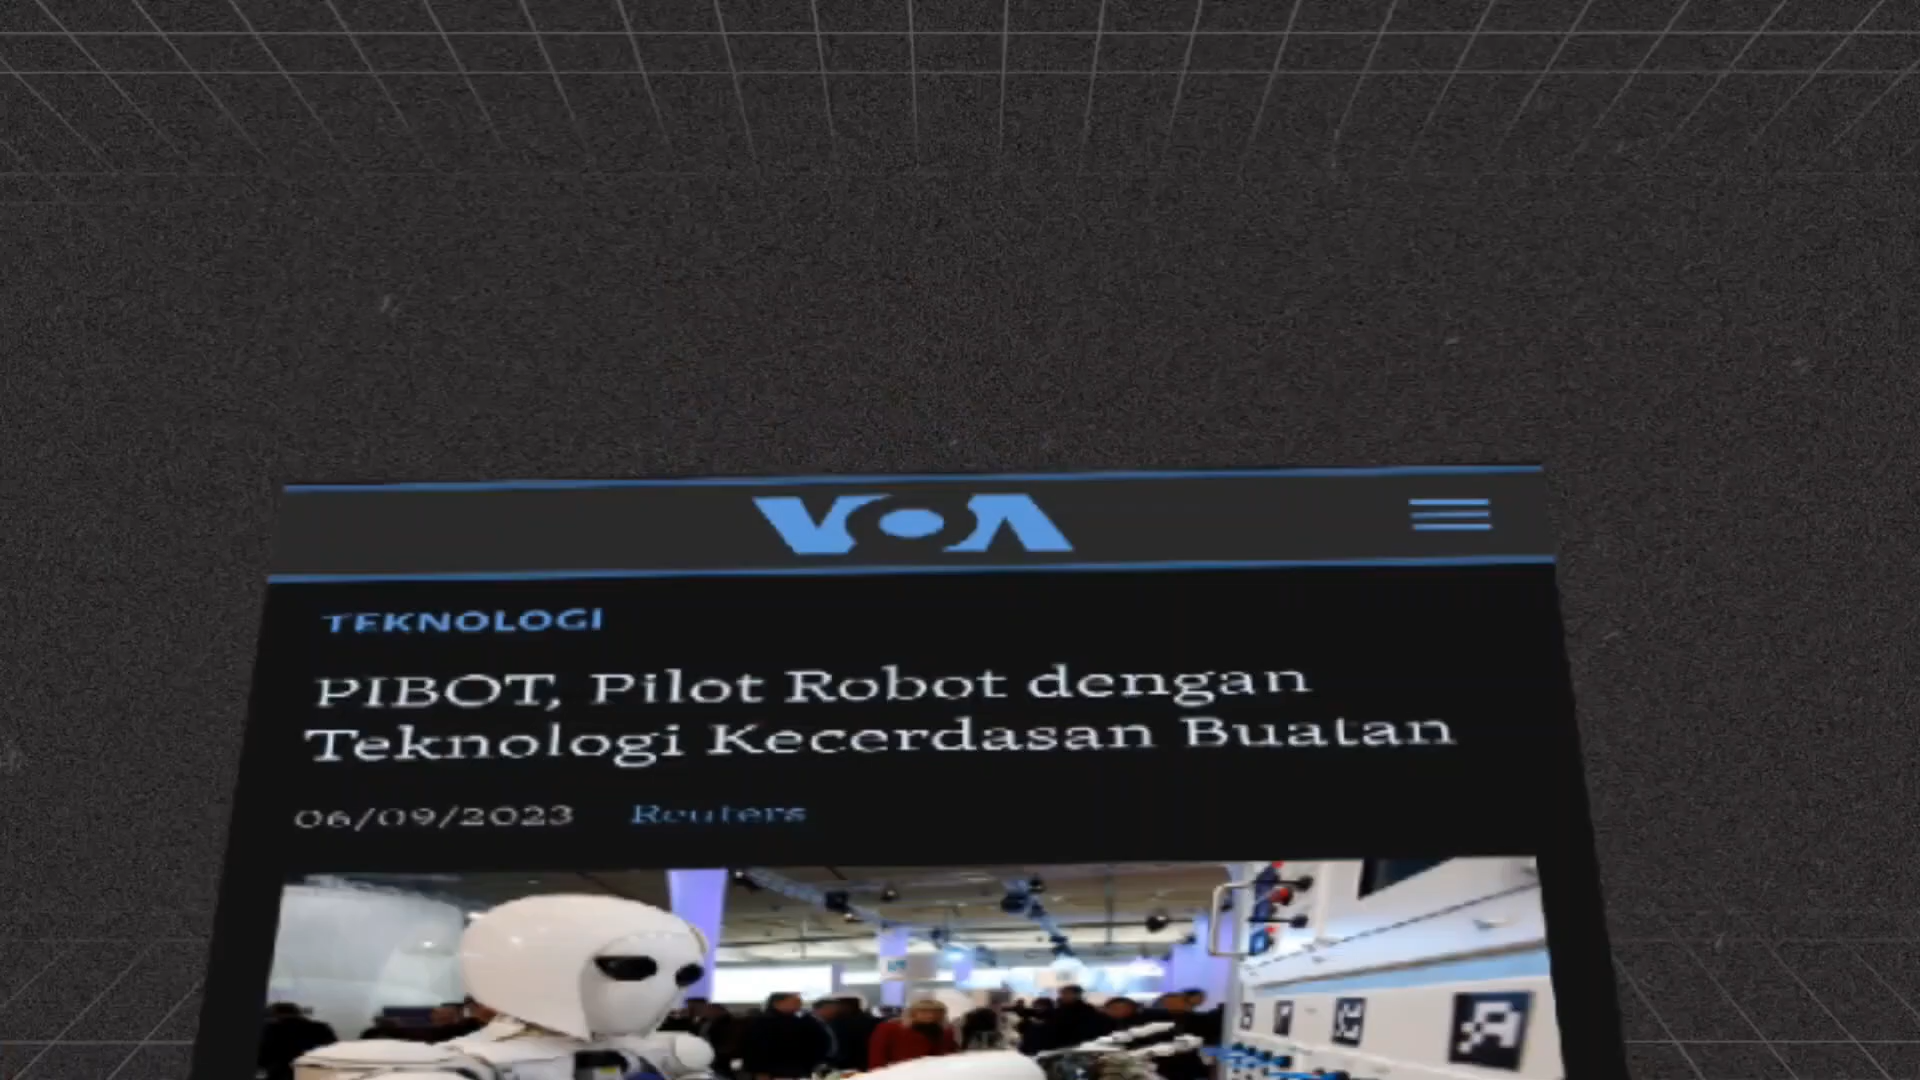 VOA
TEKNOLOGI
PIBOT, Pilot Robot dengan
Teknologi Kecerdasan Buatan
06/09/2023 Reuters